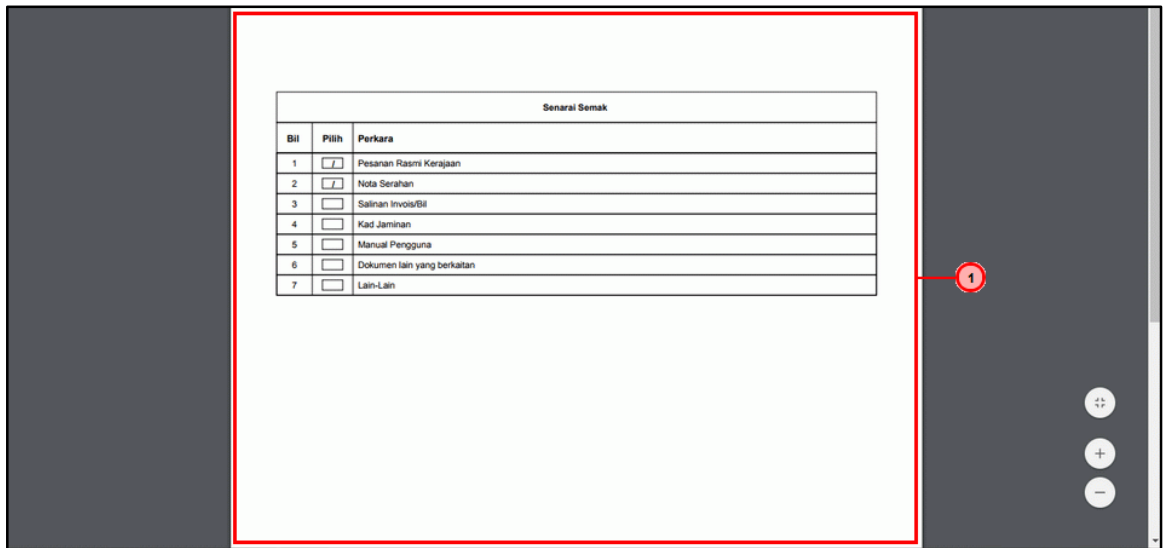 Senarai Semak
Bil Pilih Perkara
1 / Pesanan Rasmi Kerajaan
2 / Nota Serahan
3 Salinan Invois/Bil
4 Kad Jaminan
5 Manual Pengguna
6 Dokumen lain yang berkaitan
7 Lain-Lain
1